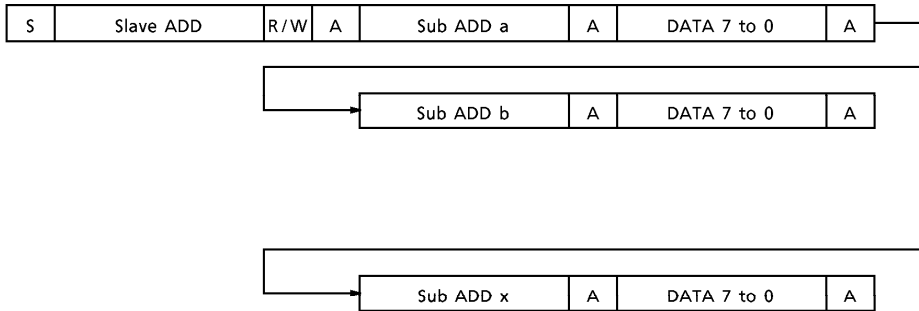 S Slave ADD R/W A Sub ADD a A DATA 7 to 0 A
Sub ADD b A DATA 7 to 0 A
Sub ADD x A DATA 7 to 0 A